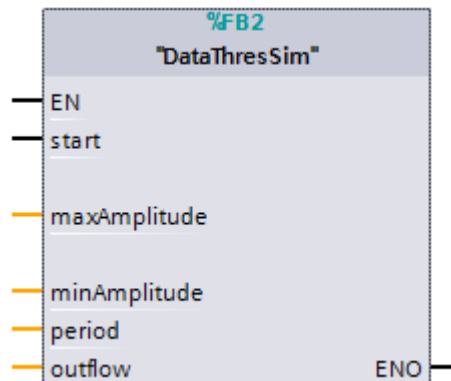 %FB2
"DataThresSim"
EN
start
maxAmplitude
minAmplitude
period
outflow ENO